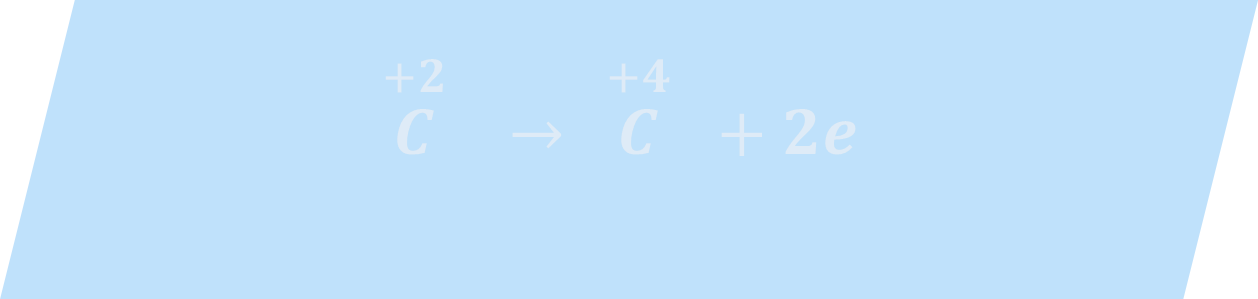 +2 +4
C → C + 2e